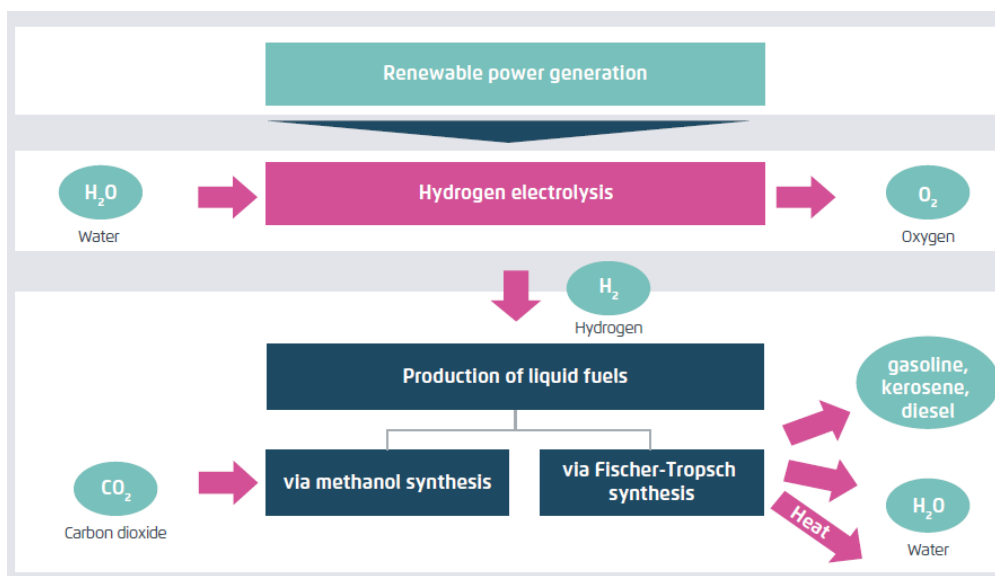 Renewable power generation
H₂O
Water
Hydrogen electrolysis
O₂
Oxygen
H₂
Hydrogen
Production of liquid fuels
gasoline,
kerosene,
diesel
CO₂
Carbon dioxide
via methanol synthesis
via Fischer-Tropsch
synthesis
Heat
H₂O
Water